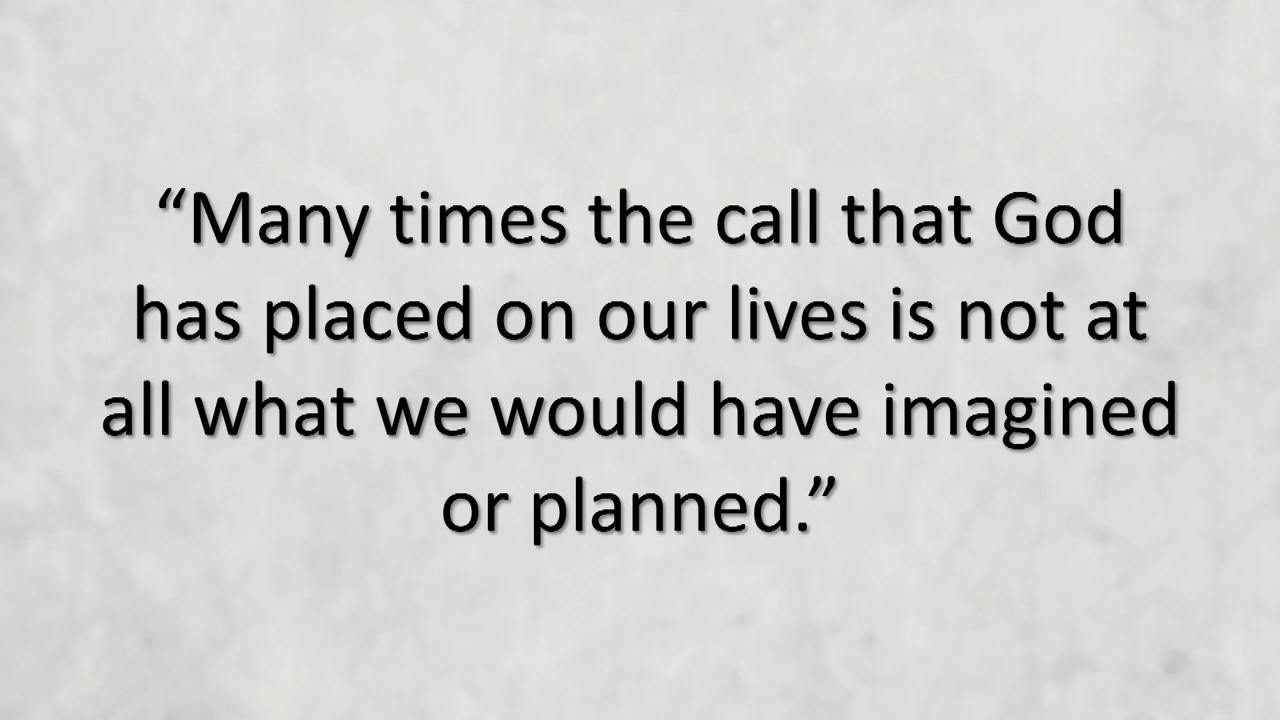 “Many times the call that God
has placed on our lives is not at
all what we would have imagined
or planned.”